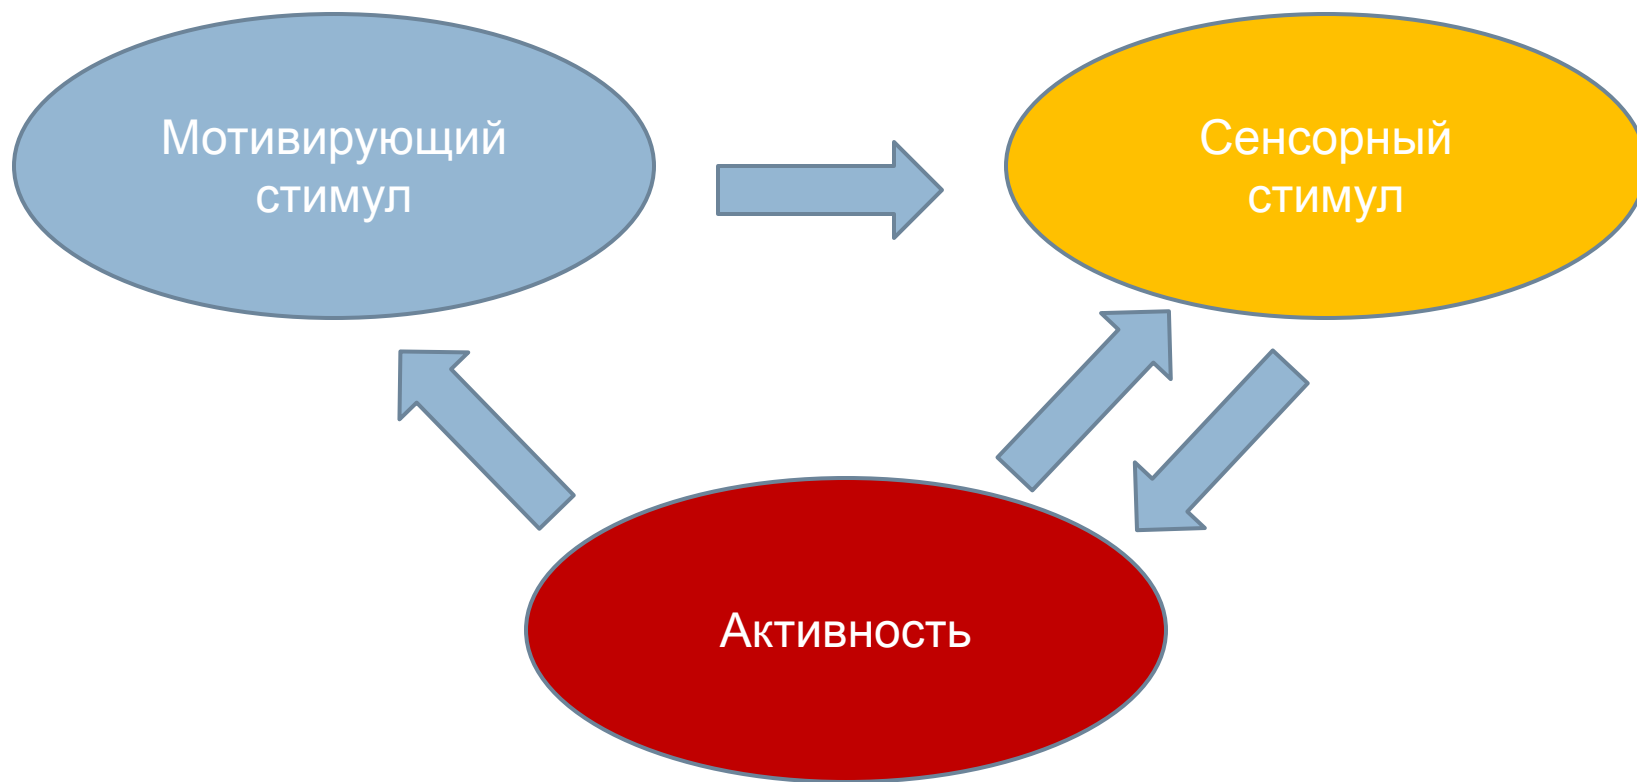 Мотивирующий
стимул
Сенсорный
стимул
Активность